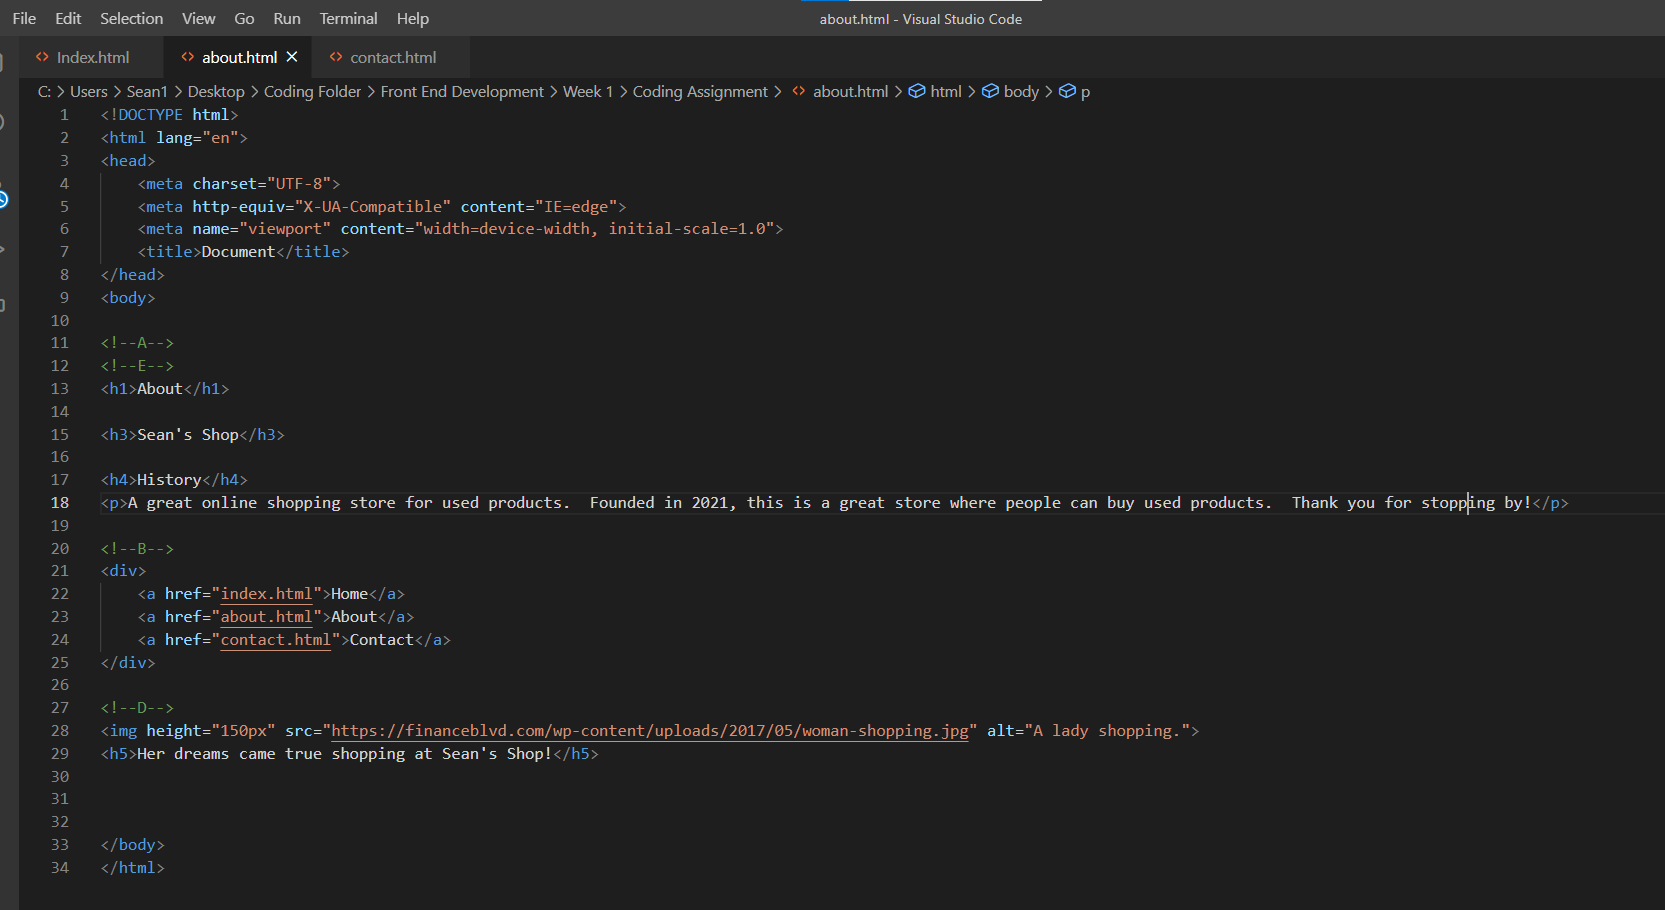 File Edit Selection View Go Run Terminal Help about.html - Visual Studio Code
Index.html about.html contact.html
C: > Users > Sean1 > Desktop > Coding Folder > Front End Development > Week 1 > Coding Assignment > about.html > html > body > p
1 <!DOCTYPE html>
2 <html lang="en">
3 <head>
4 <meta charset="UTF-8">
5 <meta http-equiv="X-UA-Compatible" content="IE=edge">
6 <meta name="viewport" content="width=device-width, initial-scale=1.0">
7 <title>Document</title>
8 </head>
9 <body>
10
11 <!--A-->
12 <!--E-->
13 <h1>About</h1>
14
15 <h3>Sean's Shop</h3>
16
17 <h4>History</h4>
18 <p>A great online shopping store for used products.  Founded in 2021, this is a great store where people can buy used products.  Thank you for stopping by!</p>
19
20 <!--B-->
21 <div>
22 <a href="index.html">Home</a>
23 <a href="about.html">About</a>
24 <a href="contact.html">Contact</a>
25 </div>
26
27 <!--D-->
28 <img height="150px" src="https://financeblvd.com/wp-content/uploads/2017/05/woman-shopping.jpg" alt="A lady shopping.">
29 <h5>Her dreams came true shopping at Sean's Shop!</h5>
30
31
32
33 </body>
34 </html>